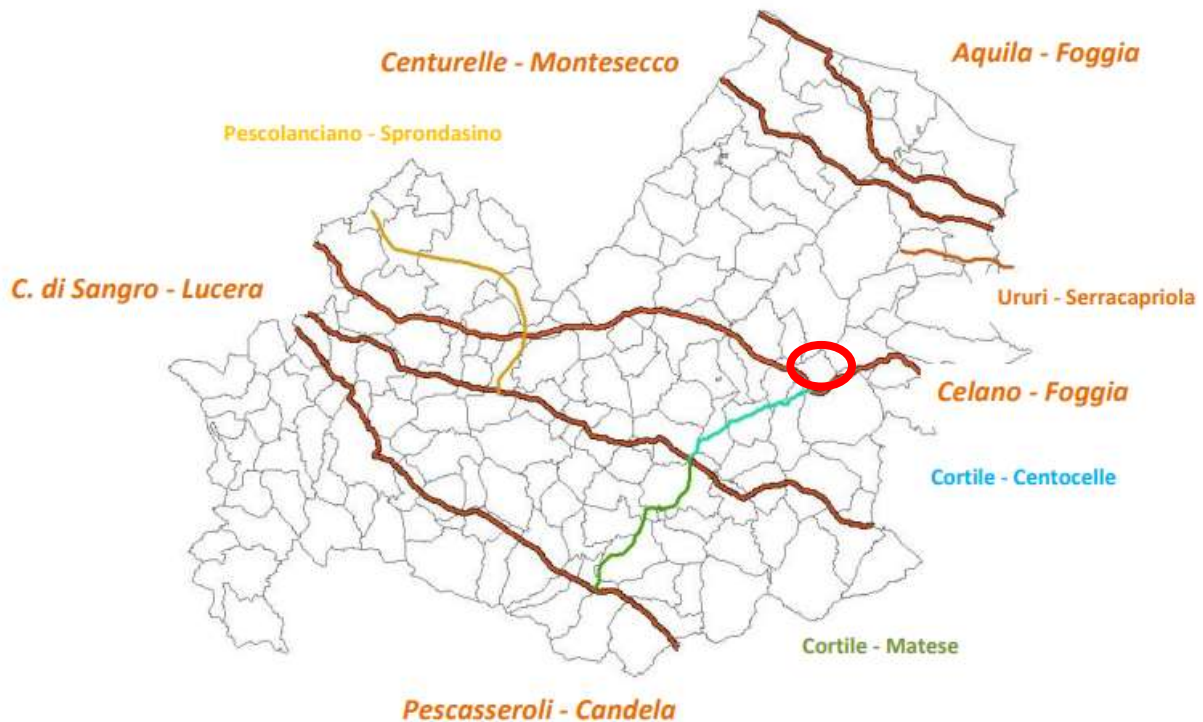 Aquila - Foggia
Centurelle - Montesecco
Pescolanciano - Sprondasino
C. di Sangro - Lucera
Ururi - Serracapriola
Celano - Foggia
Cortile - Centocelle
Cortile - Matese
Pescasseroli - Candela